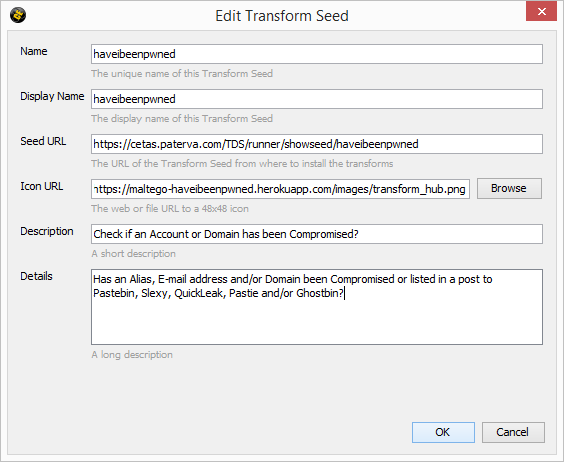 Edit Transform Seed
Name
haveibeenpwned
The unique name of this Transform Seed
Display Name
haveibeenpwned
The display name of this Transform Seed
Seed URL
https://cetas.paterva.com/TDS/runner/showseed/haveibeenpwned
The URL of the Transform Seed from where to install the transforms
Icon URL
https://maltego-haveibeenpwned.herokuapp.com/images/transform_hub.png
Browse
The web or file URL to a 48x48 icon
Description
Check if an Account or Domain has been Compromised?
A short description
Details
Has an Alias, E-mail address and/or Domain been Compromised or listed in a post to
Pastebin, Slexy, QuickLeak, Pastie and/or Ghostbin?
A long description
OK
Cancel